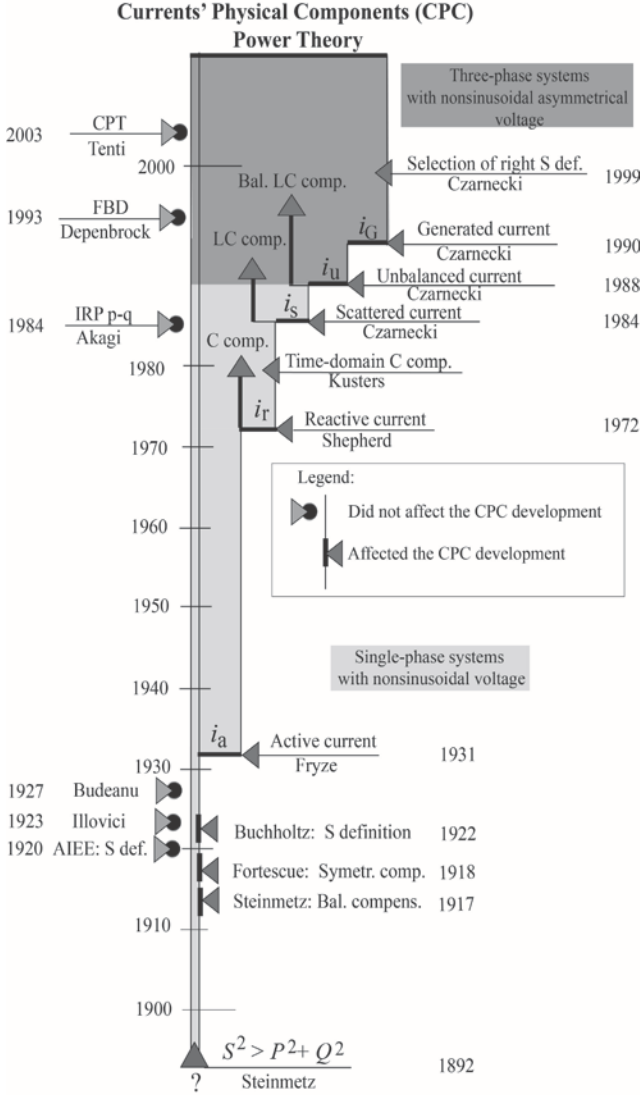 Currents' Physical Components (CPC)
Power Theory
Three-phase systems
with nonsinusoidal asymmetrical
voltage
2003
CPT
Tenti
2000
Selection of right S def.
Czarnecki
1999
Bal. LC comp.
1993
FBD
Depenbrock
iG
Generated current
Czarnecki
1990
LC comp.
iu
Unbalanced current
Czarnecki
1988
is
Scattered current
Czarnecki
1984
1984
IRP p-q
Akagi
C comp.
1980
Time-domain C comp.
Kusters
ir
Reactive current
Shepherd
1972
1970
Legend:
Did not affect the CPC development
Affected the CPC development
1960
1950
Single-phase systems
with nonsinusoidal voltage
1940
ia
Active current
Fryze
1931
1930
1927
Budeanu
1923
Illovici
1920
AIEE: S def.
Buchholtz: S definition
1922
Fortescue: Symetr. comp.
1918
Steinmetz: Bal. compens.
1917
1910
1900
S² > P² + Q²
Steinmetz
1892
?